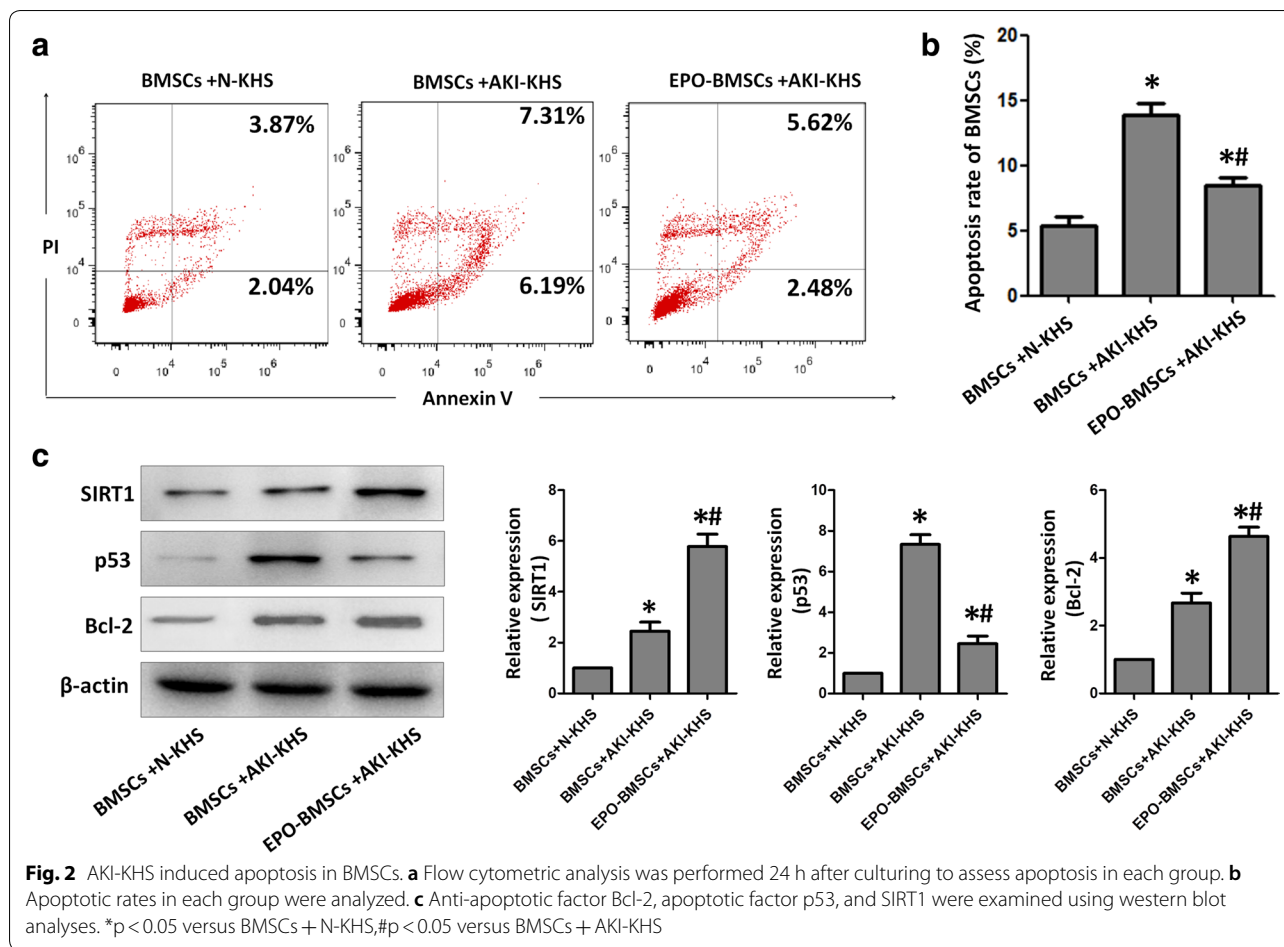 a
BMSCs +N-KHS
BMSCs +AKI-KHS
EPO-BMSCs +AKI-KHS
3.87%
7.31%
5.62%
10^6
10^5
10^4
0
10^6
10^5
10^4
0
10^6
10^5
10^4
0
PI
2.04%
6.19%
2.48%
0 10^4 10^5 10^6
0 10^4 10^5 10^6
0 10^4 10^5 10^6
Annexin V
b
Apoptosis rate of BMSCs (%)
20
15
10
5
0
*
*#
BMSCs +N-KHS
BMSCs +AKI-KHS
EPO-BMSCs +AKI-KHS
c
SIRT1
p53
Bcl-2
β-actin
BMSCs +N-KHS
BMSCs +AKI-KHS
EPO-BMSCs +AKI-KHS
Relative expression
( SIRT1)
8
6
4
2
0
*
*#
BMSCs+N-KHS
BMSCs+AKI-KHS
EPO-BMSCs+AKI-KHS
Relative expression
(p53)
10
8
6
4
2
0
*
*#
BMSCs+N-KHS
BMSCs+AKI-KHS
EPO-BMSCs+AKI-KHS
Relative expression
(Bcl-2)
6
4
2
0
*
*#
BMSCs+N-KHS
BMSCs+AKI-KHS
EPO-BMSCs+AKI-KHS
Fig. 2 AKI-KHS induced apoptosis in BMSCs. a Flow cytometric analysis was performed 24 h after culturing to assess apoptosis in each group. b
Apoptotic rates in each group were analyzed. c Anti-apoptotic factor Bcl-2, apoptotic factor p53, and SIRT1 were examined using western blot
analyses. *p < 0.05 versus BMSCs + N-KHS,#p < 0.05 versus BMSCs + AKI-KHS